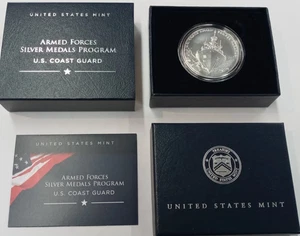 UNITED STATES MINT
ARMED FORCES
SILVER MEDALS PROGRAM
U.S. COAST GUARD
UNITED STATES MINT
ARMED FORCES
SILVER MEDALS PROGRAM
U.S. COAST GUARD
UNITED STATES MINT